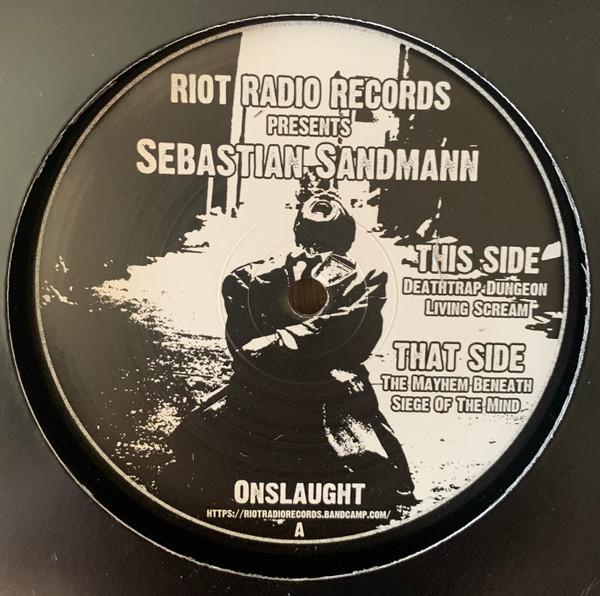 RIOT RADIO RECORDS
PRESENTS
SEBASTIAN SANDMANN
THIS SIDE
DEATHTRAP DUNGEON
LIVING SCREAM
THAT SIDE
THE MAYHEM BENEATH
SIEGE OF THE MIND
ONSLAUGHT
HTTPS://RIOTRADIORECORDS.BANDCAMP.COM/
A